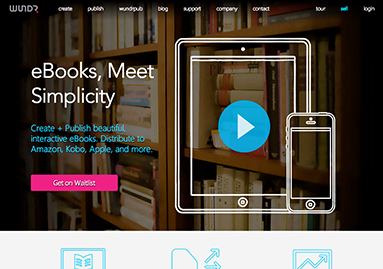 WUNDR create publish wundrpub blog support company contact tour sell login
eBooks, Meet
Simplicity
Create + Publish beautiful,
interactive eBooks. Distribute to
Amazon, Kobo, Apple, and more.
Get on Waitlist